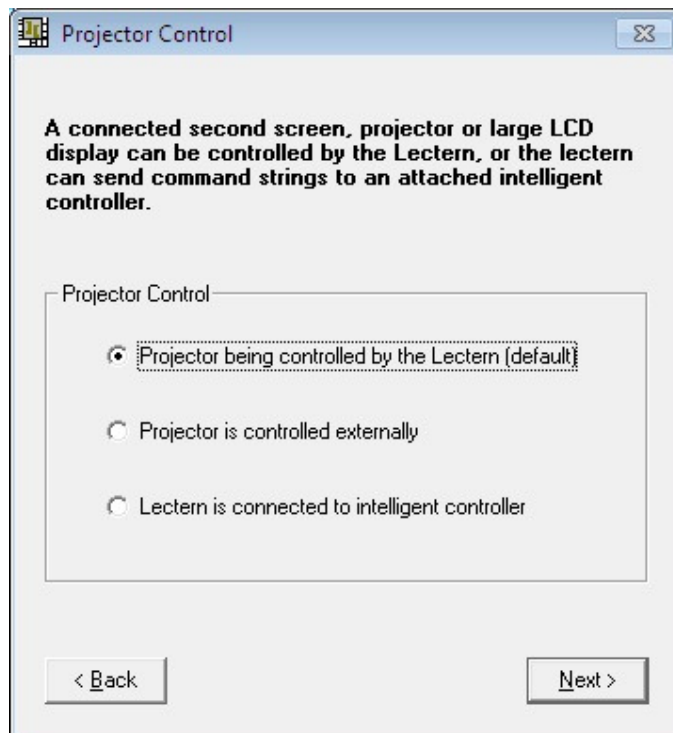 Projector Control
A connected second screen, projector or large LCD
display can be controlled by the Lectern, or the lectern
can send command strings to an attached intelligent
controller.
Projector Control
Projector being controlled by the Lectern (default)
Projector is controlled externally
Lectern is connected to intelligent controller
< Back
Next >